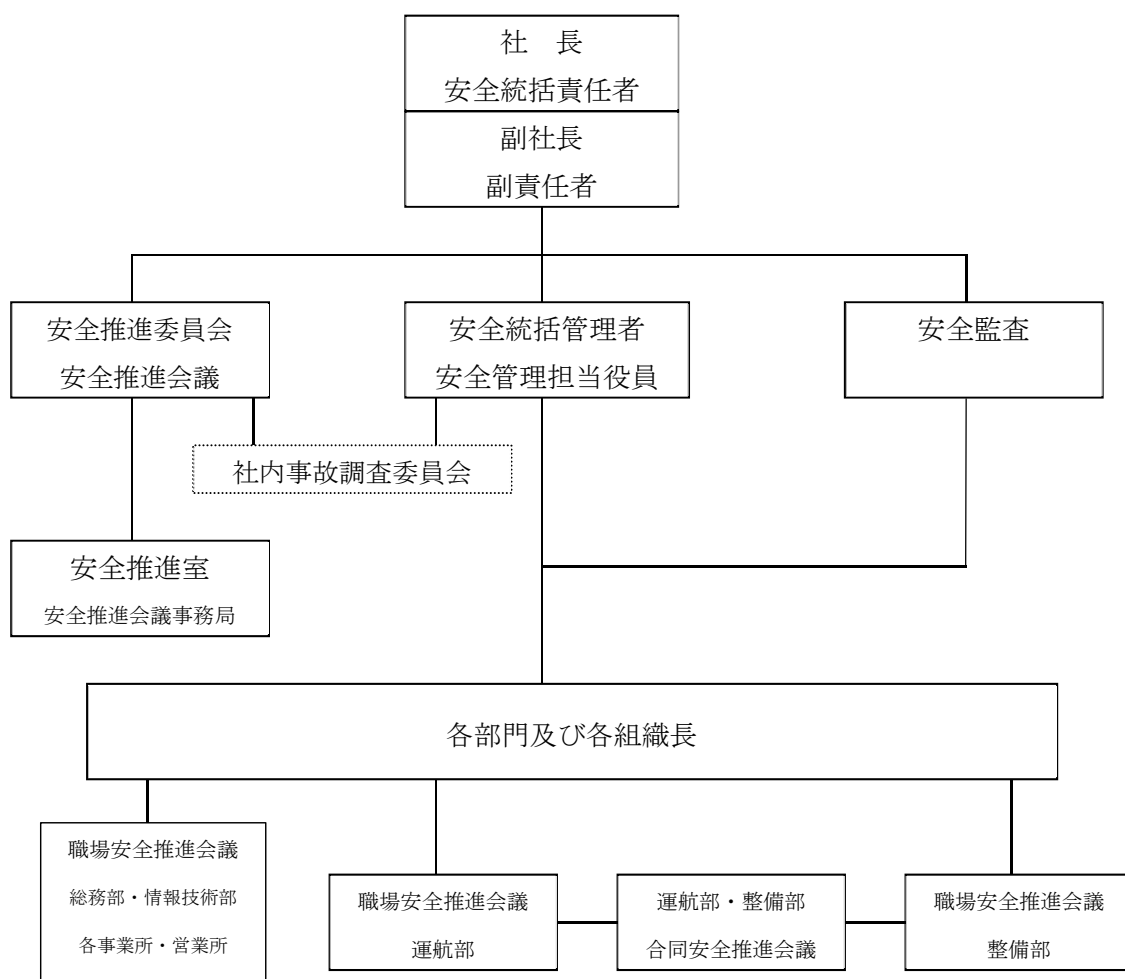 社　長
安全統括責任者
副社長
副責任者
安全推進委員会
安全推進会議
安全統括管理者
安全管理担当役員
安全監査
社内事故調査委員会
安全推進室
安全推進会議事務局
各部門及び各組織長
職場安全推進会議
総務部・情報技術部
各事業所・営業所
職場安全推進会議
運航部
運航部・整備部
合同安全推進会議
職場安全推進会議
整備部